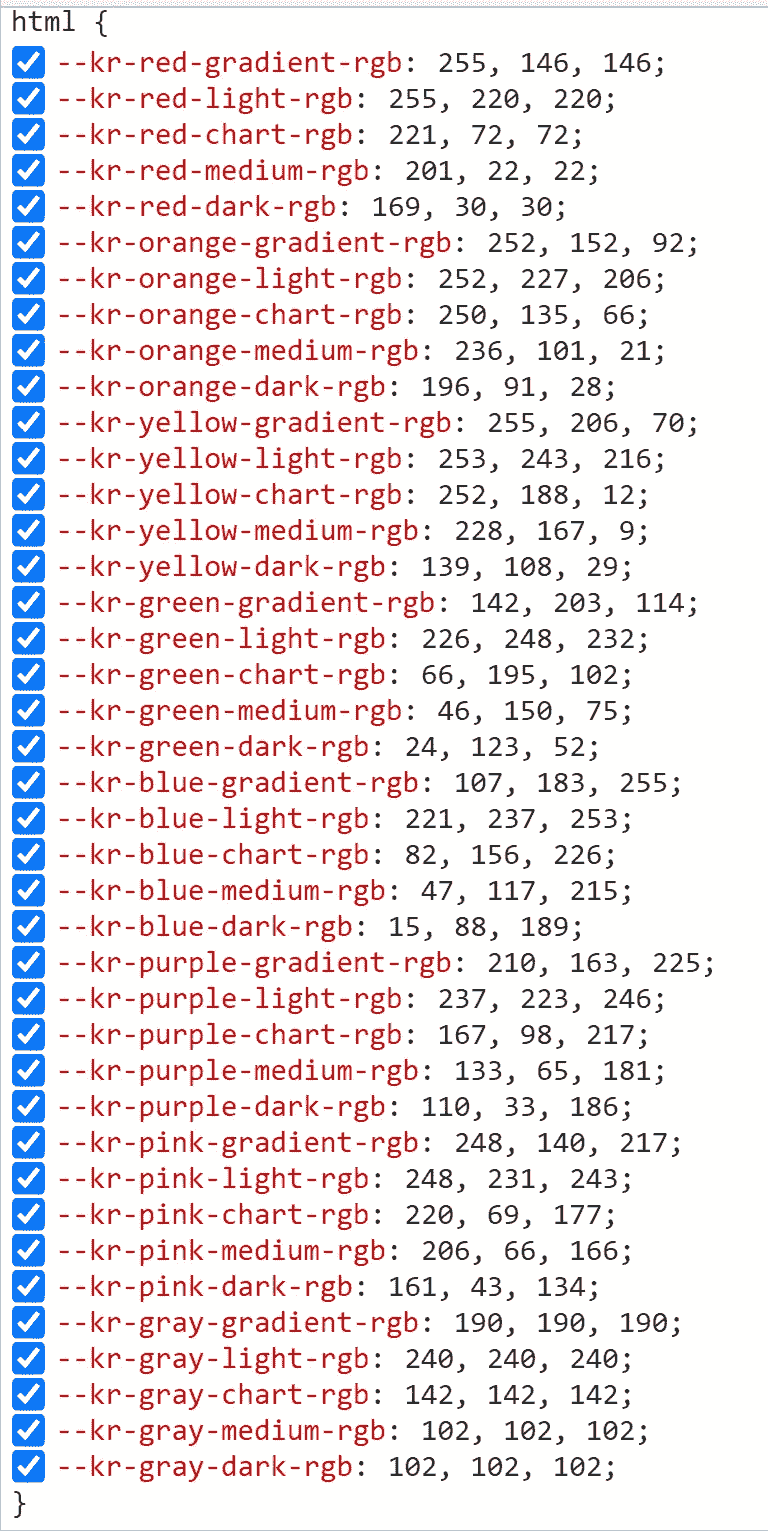 html {
--kr-red-gradient-rgb: 255, 146, 146;
--kr-red-light-rgb: 255, 220, 220;
--kr-red-chart-rgb: 221, 72, 72;
--kr-red-medium-rgb: 201, 22, 22;
--kr-red-dark-rgb: 169, 30, 30;
--kr-orange-gradient-rgb: 252, 152, 92;
--kr-orange-light-rgb: 252, 227, 206;
--kr-orange-chart-rgb: 250, 135, 66;
--kr-orange-medium-rgb: 236, 101, 21;
--kr-orange-dark-rgb: 196, 91, 28;
--kr-yellow-gradient-rgb: 255, 206, 70;
--kr-yellow-light-rgb: 253, 243, 216;
--kr-yellow-chart-rgb: 252, 188, 12;
--kr-yellow-medium-rgb: 228, 167, 9;
--kr-yellow-dark-rgb: 139, 108, 29;
--kr-green-gradient-rgb: 142, 203, 114;
--kr-green-light-rgb: 226, 248, 232;
--kr-green-chart-rgb: 66, 195, 102;
--kr-green-medium-rgb: 46, 150, 75;
--kr-green-dark-rgb: 24, 123, 52;
--kr-blue-gradient-rgb: 107, 183, 255;
--kr-blue-light-rgb: 221, 237, 253;
--kr-blue-chart-rgb: 82, 156, 226;
--kr-blue-medium-rgb: 47, 117, 215;
--kr-blue-dark-rgb: 15, 88, 189;
--kr-purple-gradient-rgb: 210, 163, 225;
--kr-purple-light-rgb: 237, 223, 246;
--kr-purple-chart-rgb: 167, 98, 217;
--kr-purple-medium-rgb: 133, 65, 181;
--kr-purple-dark-rgb: 110, 33, 186;
--kr-pink-gradient-rgb: 248, 140, 217;
--kr-pink-light-rgb: 248, 231, 243;
--kr-pink-chart-rgb: 220, 69, 177;
--kr-pink-medium-rgb: 206, 66, 166;
--kr-pink-dark-rgb: 161, 43, 134;
--kr-gray-gradient-rgb: 190, 190, 190;
--kr-gray-light-rgb: 240, 240, 240;
--kr-gray-chart-rgb: 142, 142, 142;
--kr-gray-medium-rgb: 102, 102, 102;
--kr-gray-dark-rgb: 102, 102, 102;
}